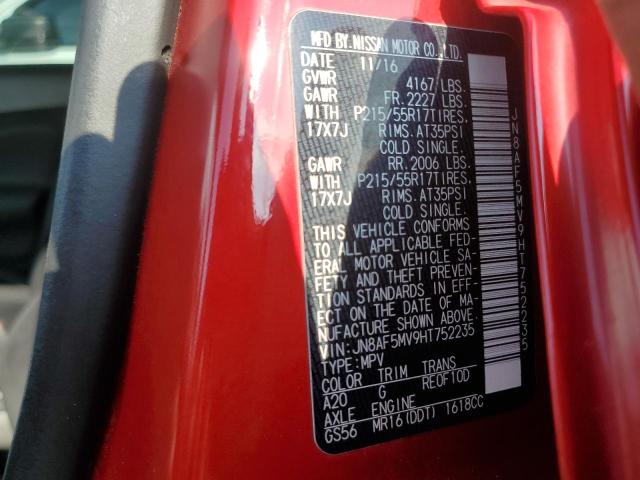 MFD BY NISSAN MOTOR CO.,LTD.
DATE 11/16
GVWR 4167 LBS.
GAWR FR. 2227 LBS.
WITH P215/55R17TIRES,
17X7J RIMS. AT35PSI
COLD SINGLE.
GAWR RR. 2006 LBS.
WITH P215/55R17TIRES,
17X7J RIMS. AT35PSI
COLD SINGLE.
THIS VEHICLE CONFORMS
TO ALL APPLICABLE FED-
ERAL MOTOR VEHICLE SA-
FETY AND THEFT PREVEN-
TION STANDARDS IN EFF-
ECT ON THE DATE OF MA-
NUFACTURE SHOWN ABOVE.
VIN:JN8AF5MV9HT752235
TYPE:MPV
COLOR TRIM TRANS
A20 G RE0F10D
AXLE ENGINE
GS56 MR16(DDT) 1618CC
JN8AF5MV9HT752235